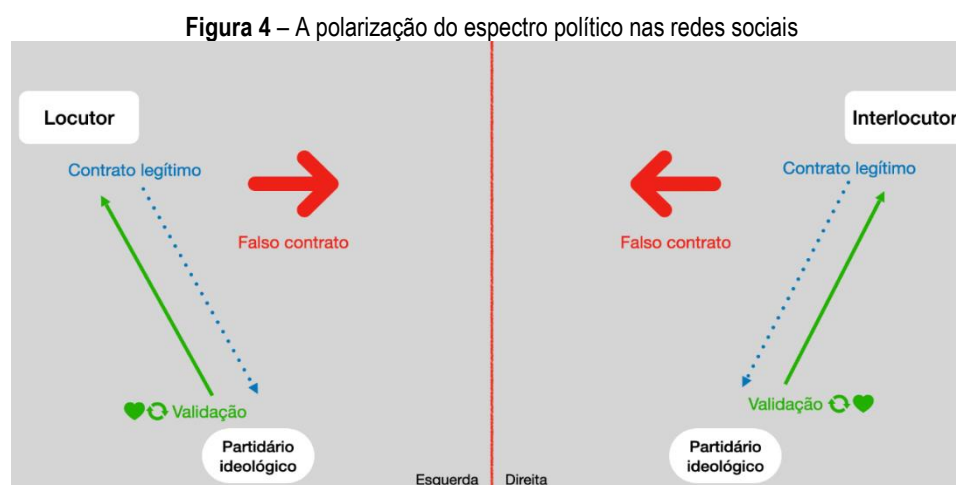 Figura 4 – A polarização do espectro político nas redes sociais
Locutor
Interlocutor
Contrato legítimo
Contrato legítimo
Falso contrato
Falso contrato
Validação
Validação
Partidário
ideológico
Partidário
ideológico
Esquerda
Direita